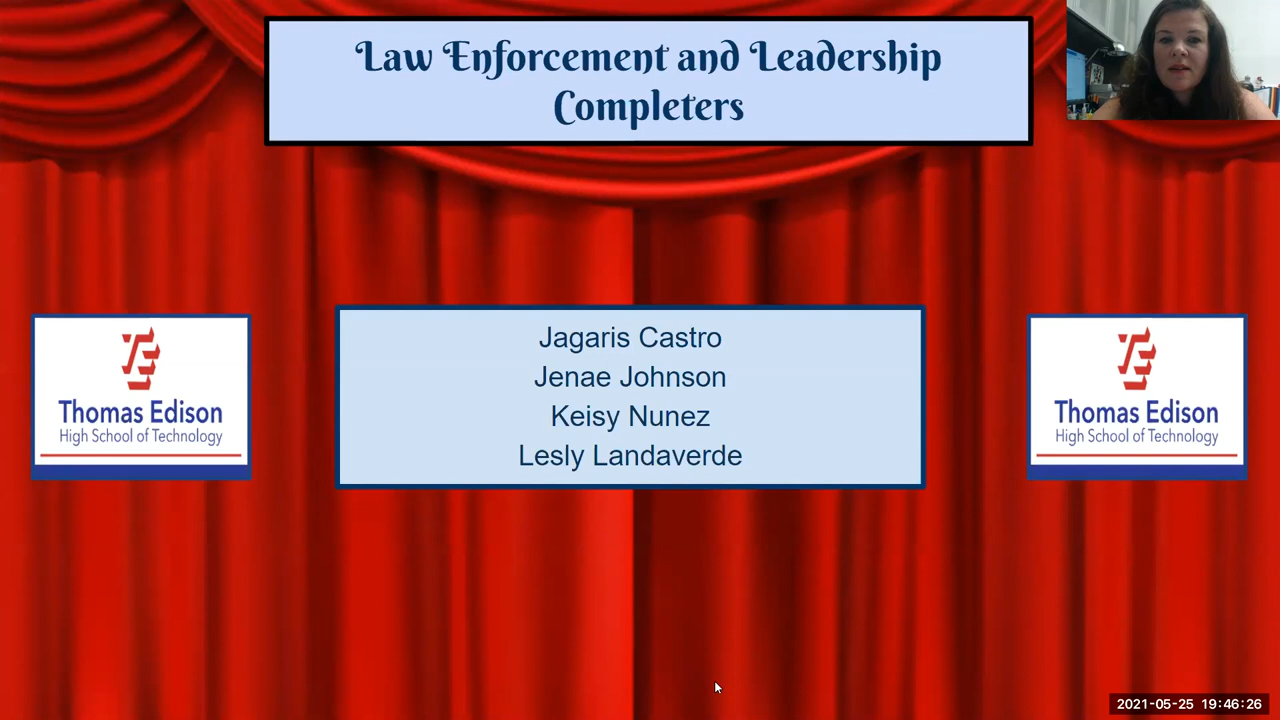 Law Enforcement and Leadership
Completers
Jagaris Castro
Jenae Johnson
Keisy Nunez
Lesly Landaverde
Thomas Edison
High School of Technology
Thomas Edison
High School of Technology
2021-05-25 19:46:26